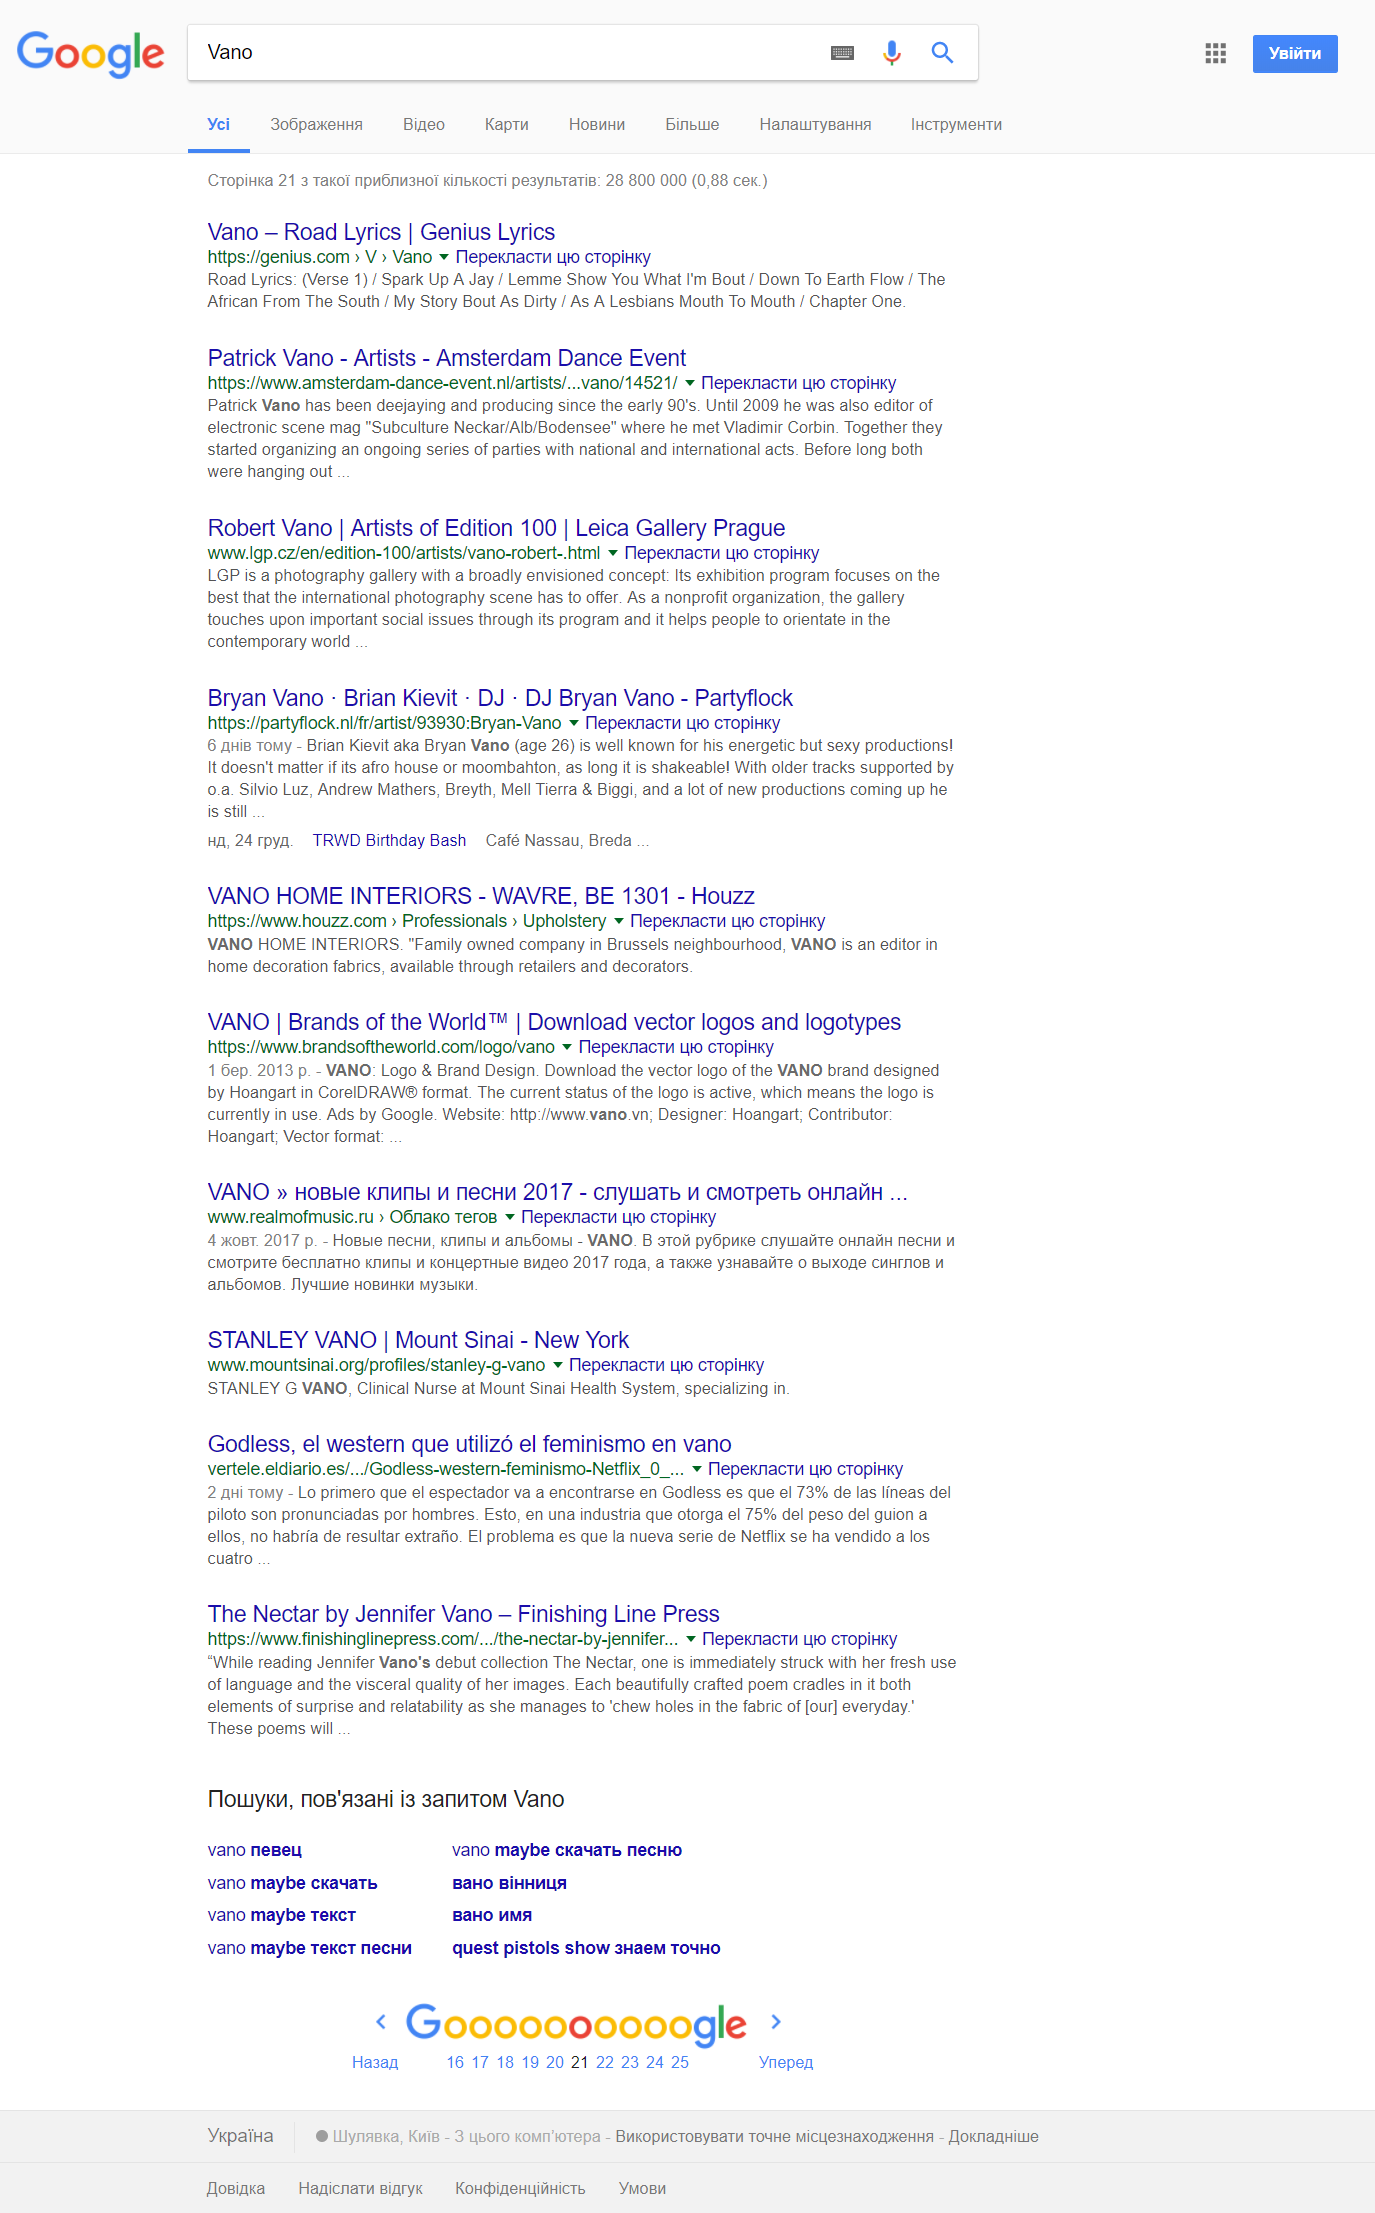 Google
Vano
Увійти
Усі Зображення Відео Карти Новини Більше Налаштування Інструменти
Сторінка 21 з такої приблизної кількості результатів: 28 800 000 (0,88 сек.)
Vano – Road Lyrics | Genius Lyrics
https://genius.com › V › Vano Перекласти цю сторінку
Road Lyrics: (Verse 1) / Spark Up A Jay / Lemme Show You What I'm Bout / Down To Earth Flow / The
African From The South / My Story Bout As Dirty / As A Lesbians Mouth To Mouth / Chapter One.
Patrick Vano - Artists - Amsterdam Dance Event
https://www.amsterdam-dance-event.nl/artists/...vano/14521/ Перекласти цю сторінку
Patrick Vano has been deejaying and producing since the early 90's. Until 2009 he was also editor of
electronic scene mag "Subculture Neckar/Alb/Bodensee" where he met Vladimir Corbin. Together they
started organizing an ongoing series of parties with national and international acts. Before long both
were hanging out ...
Robert Vano | Artists of Edition 100 | Leica Gallery Prague
www.lgp.cz/en/edition-100/artists/vano-robert-.html Перекласти цю сторінку
LGP is a photography gallery with a broadly envisioned concept: Its exhibition program focuses on the
best that the international photography scene has to offer. As a nonprofit organization, the gallery
touches upon important social issues through its program and it helps people to orientate in the
contemporary world ...
Bryan Vano · Brian Kievit · DJ · DJ Bryan Vano - Partyflock
https://partyflock.nl/fr/artist/93930:Bryan-Vano Перекласти цю сторінку
6 днів тому - Brian Kievit aka Bryan Vano (age 26) is well known for his energetic but sexy productions!
It doesn't matter if its afro house or moombahton, as long it is shakeable! With older tracks supported by
o.a. Silvio Luz, Andrew Mathers, Breyth, Mell Tierra & Biggi, and a lot of new productions coming up he
is still ...
нд, 24 груд. TRWD Birthday Bash Café Nassau, Breda ...
VANO HOME INTERIORS - WAVRE, BE 1301 - Houzz
https://www.houzz.com › Professionals › Upholstery Перекласти цю сторінку
VANO HOME INTERIORS. "Family owned company in Brussels neighbourhood, VANO is an editor in
home decoration fabrics, available through retailers and decorators.
VANO | Brands of the World™ | Download vector logos and logotypes
https://www.brandsoftheworld.com/logo/vano Перекласти цю сторінку
1 бер. 2013 р. - VANO: Logo & Brand Design. Download the vector logo of the VANO brand designed
by Hoangart in CorelDRAW® format. The current status of the logo is active, which means the logo is
currently in use. Ads by Google. Website: http://www.vano.vn; Designer: Hoangart; Contributor:
Hoangart; Vector format: ...
VANO » новые клипы и песни 2017 - слушать и смотреть онлайн ...
www.realmofmusic.ru › Облако тегов Перекласти цю сторінку
4 жовт. 2017 р. - Новые песни, клипы и альбомы - VANO. В этой рубрике слушайте онлайн песни и
смотрите бесплатно клипы и концертные видео 2017 года, а также узнавайте о выходе синглов и
альбомов. Лучшие новинки музыки.
STANLEY VANO | Mount Sinai - New York
www.mountsinai.org/profiles/stanley-g-vano Перекласти цю сторінку
STANLEY G VANO, Clinical Nurse at Mount Sinai Health System, specializing in.
Godless, el western que utilizó el feminismo en vano
vertele.eldiario.es/.../Godless-western-feminismo-Netflix_0_... Перекласти цю сторінку
2 дні тому - Lo primero que el espectador va a encontrarse en Godless es que el 73% de las líneas del
piloto son pronunciadas por hombres. Esto, en una industria que otorga el 75% del peso del guion a
ellos, no habría de resultar extraño. El problema es que la nueva serie de Netflix se ha vendido a los
cuatro ...
The Nectar by Jennifer Vano – Finishing Line Press
https://www.finishinglinepress.com/.../the-nectar-by-jennifer... Перекласти цю сторінку
“While reading Jennifer Vano's debut collection The Nectar, one is immediately struck with her fresh use
of language and the visceral quality of her images. Each beautifully crafted poem cradles in it both
elements of surprise and relatability as she manages to 'chew holes in the fabric of [our] everyday.'
These poems will ...
Пошуки, пов'язані із запитом Vano
vano певец vano maybe скачать песню
vano maybe скачать вано вінниця
vano maybe текст вано имя
vano maybe текст песни quest pistols show знаем точно
Goooooooooogle
Назад 16 17 18 19 20 21 22 23 24 25 Уперед
Україна Шулявка, Київ - З цього комп'ютера - Використовувати точне місцезнаходження - Докладніше
Довідка Надіслати відгук Конфіденційність Умови